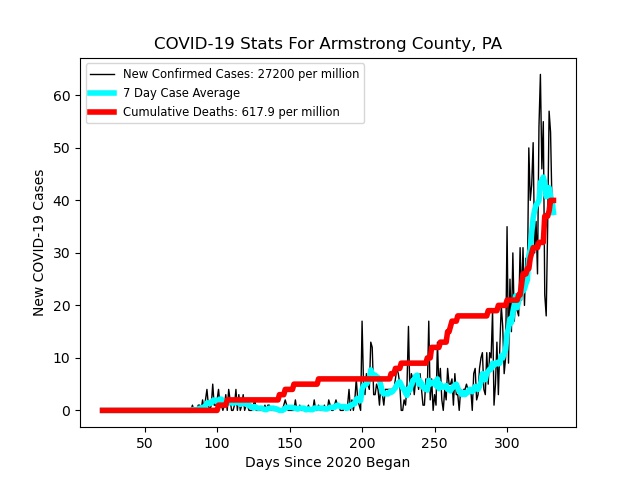 COVID-19 Stats For Armstrong County, PA
New Confirmed Cases: 27200 per million
7 Day Case Average
Cumulative Deaths: 617.9 per million
New COVID-19 Cases
60
50
40
30
20
10
0
50 100 150 200 250 300
Days Since 2020 Began